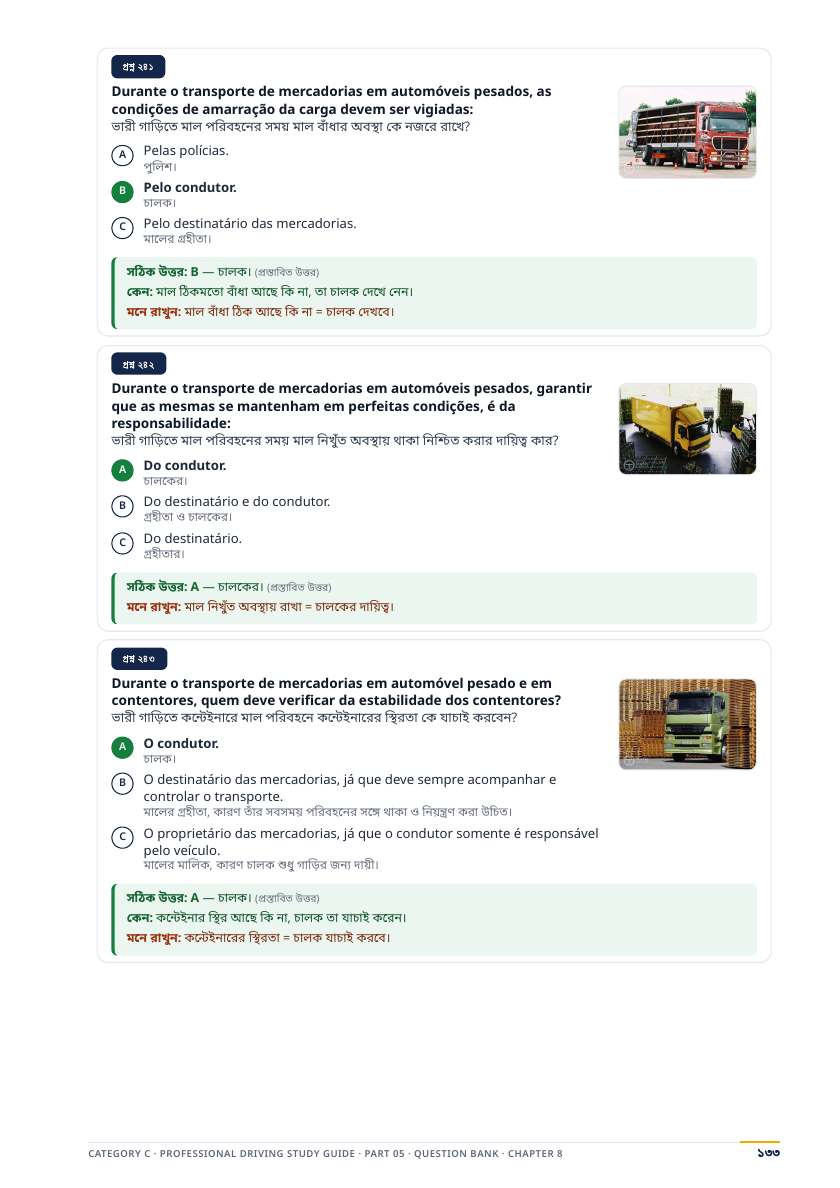 প্রশ্ন ২৪১
Durante o transporte de mercadorias em automóveis pesados, as
condições de amarração da carga devem ser vigiadas:
ভারী গাড়িতে মাল পরিবহনের সময় মাল বাঁধার অবস্থা কে নজরে রাখে?
A Pelas polícias.
পুলিশ।
B Pelo condutor.
চালক।
C Pelo destinatário das mercadorias.
মালের গ্রহীতা।
সঠিক উত্তর: B — চালক। (প্রস্তাবিত উত্তর)
কেন: মাল ঠিকমতো বাঁধা আছে কি না, তা চালক দেখে নেন।
মনে রাখুন: মাল বাঁধা ঠিক আছে কি না = চালক দেখবে।
প্রশ্ন ২৪২
Durante o transporte de mercadorias em automóveis pesados, garantir
que as mesmas se mantenham em perfeitas condições, é da
responsabilidade:
ভারী গাড়িতে মাল পরিবহনের সময় মাল নিখুঁত অবস্থায় থাকা নিশ্চিত করার দায়িত্ব কার?
A Do condutor.
চালকের।
B Do destinatário e do condutor.
গ্রহীতা ও চালকের।
C Do destinatário.
গ্রহীতার।
সঠিক উত্তর: A — চালকের। (প্রস্তাবিত উত্তর)
মনে রাখুন: মাল নিখুঁত অবস্থায় রাখা = চালকের দায়িত্ব।
প্রশ্ন ২৪৩
Durante o transporte de mercadorias em automóvel pesado e em
contentores, quem deve verificar da estabilidade dos contentores?
ভারী গাড়িতে কন্টেইনারে মাল পরিবহনে কন্টেইনারের স্থিরতা কে যাচাই করবেন?
A O condutor.
চালক।
B O destinatário das mercadorias, já que deve sempre acompanhar e
controlar o transporte.
মালের গ্রহীতা, কারণ তাঁর সবসময় পরিবহনের সঙ্গে থাকা ও নিয়ন্ত্রণ করা উচিত।
C O proprietário das mercadorias, já que o condutor somente é responsável
pelo veículo.
মালের মালিক, কারণ চালক শুধু গাড়ির জন্য দায়ী।
সঠিক উত্তর: A — চালক। (প্রস্তাবিত উত্তর)
কেন: কন্টেইনার স্থির আছে কি না, চালক তা যাচাই করেন।
মনে রাখুন: কন্টেইনারের স্থিরতা = চালক যাচাই করবে।
CATEGORY C · PROFESSIONAL DRIVING STUDY GUIDE · PART 05 · QUESTION BANK · CHAPTER 8
১৩৩